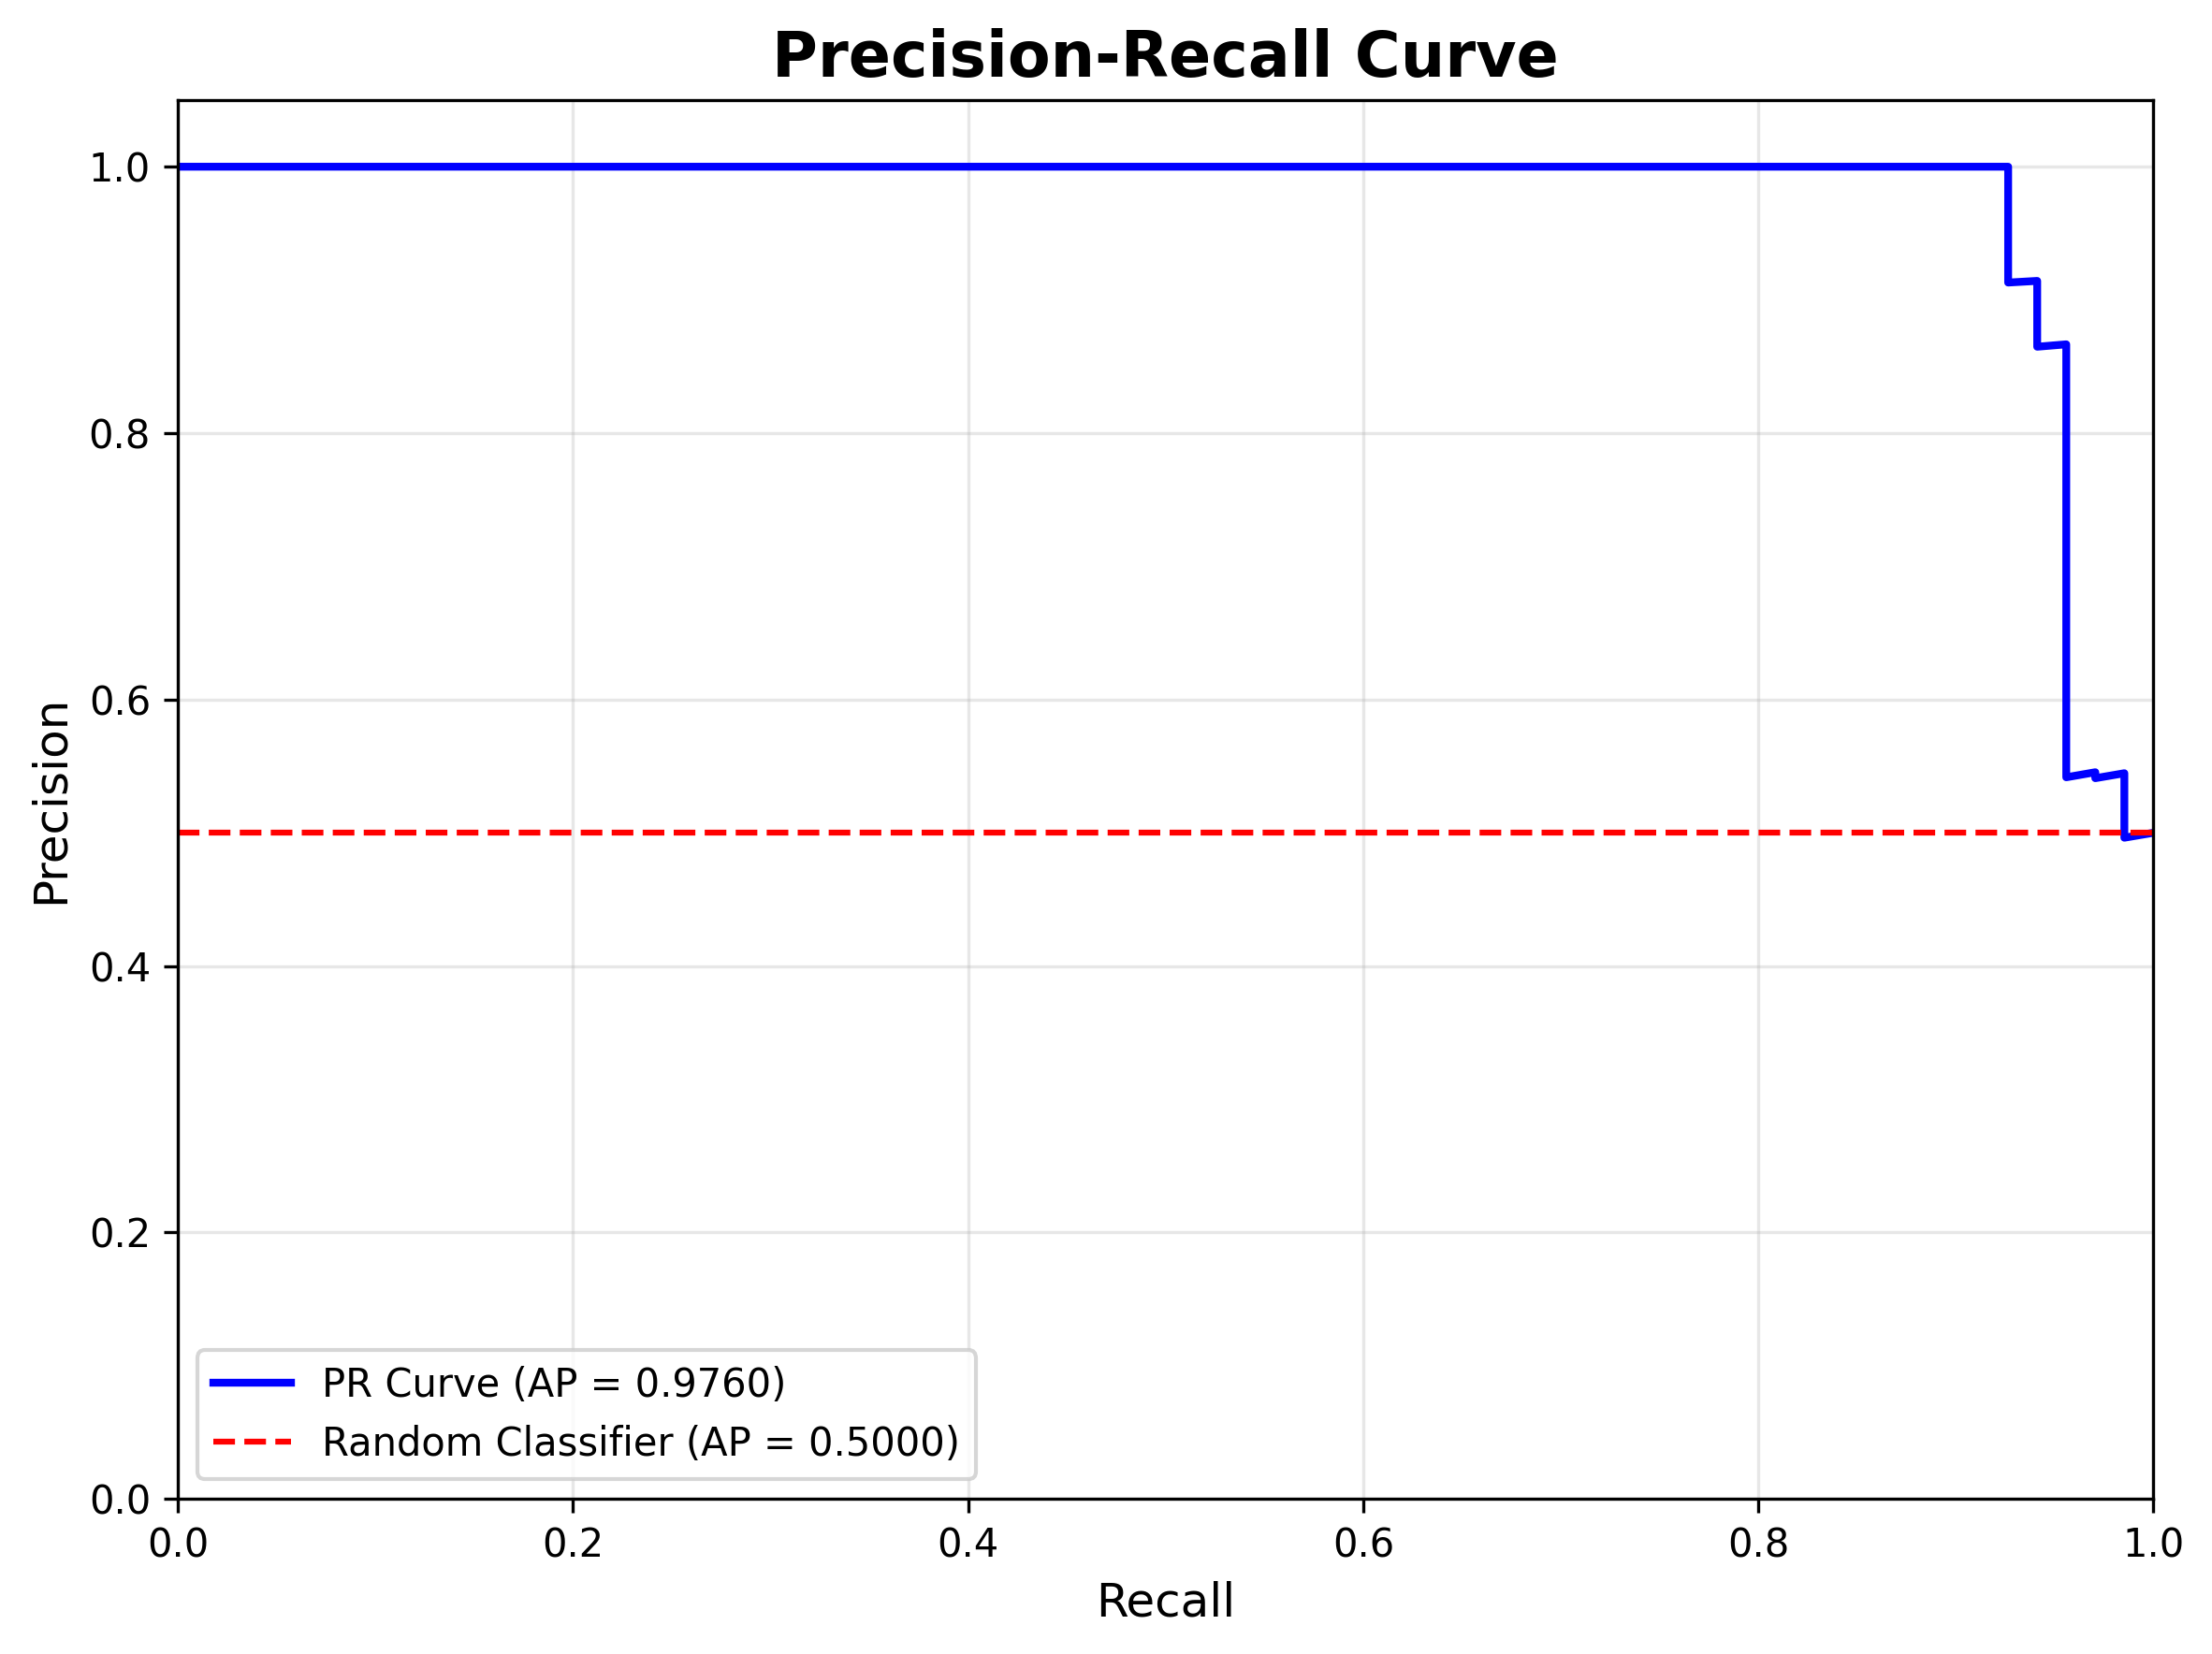 Precision-Recall Curve
1.0
0.8
0.6
0.4
0.2
0.0
Precision
PR Curve (AP = 0.9760)
Random Classifier (AP = 0.5000)
0.0 0.2 0.4 0.6 0.8 1.0
Recall